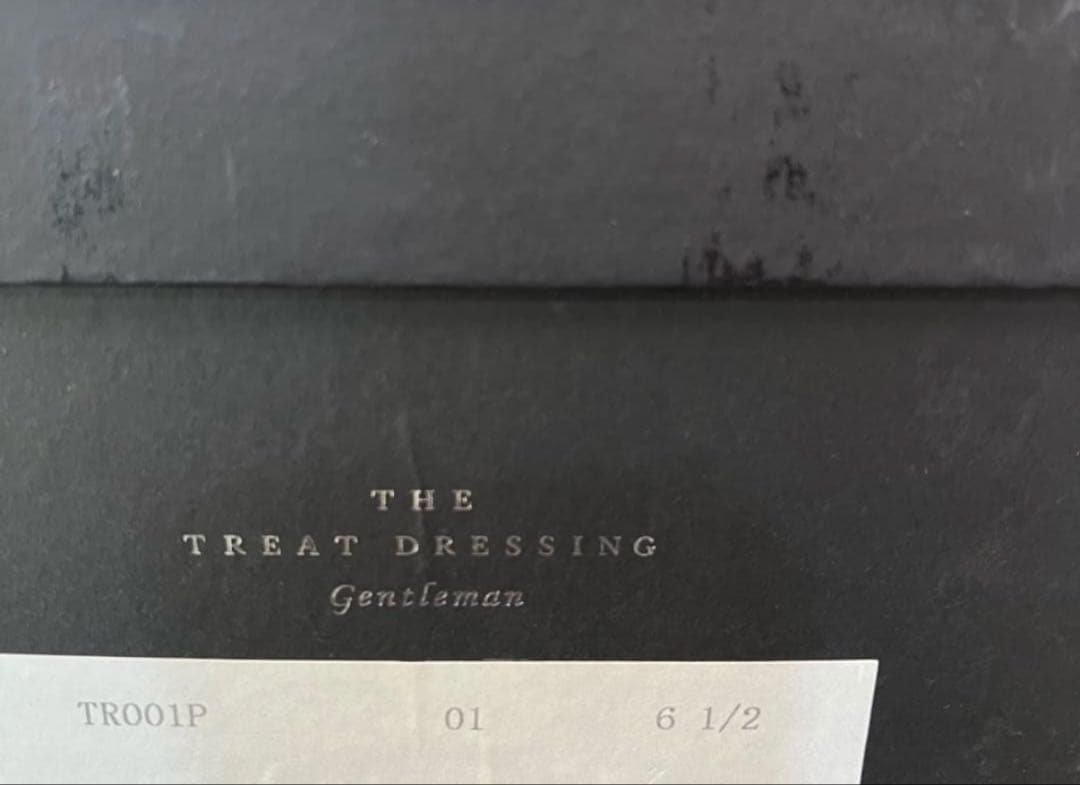 THE
TREAT DRESSING
Gentleman
TR001P 01 6 1/2